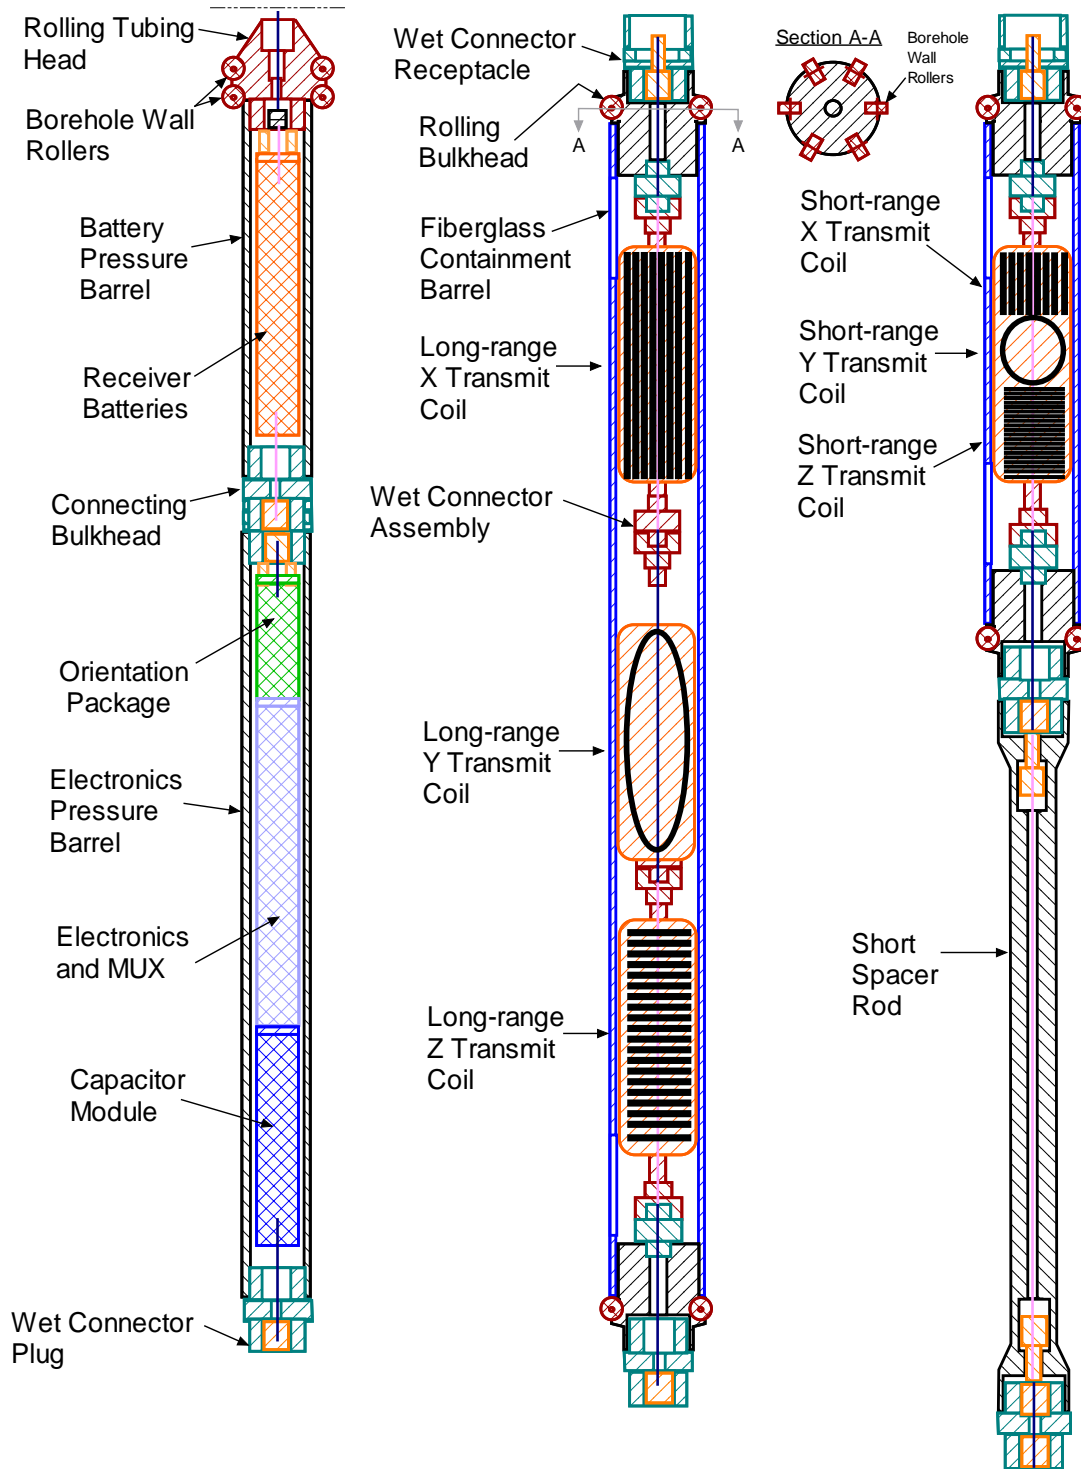 Rolling Tubing
Head
Borehole Wall
Rollers
Battery
Pressure
Barrel
Receiver
Batteries
Connecting
Bulkhead
Orientation
Package
Electronics
Pressure
Barrel
Electronics
and MUX
Capacitor
Module
Wet Connector
Plug
Wet Connector
Receptacle
Rolling
Bulkhead
A
A
Fiberglass
Containment
Barrel
Long-range
X Transmit
Coil
Wet Connector
Assembly
Long-range
Y Transmit
Coil
Long-range
Z Transmit
Coil
Section A-A
Borehole
Wall
Rollers
Short-range
X Transmit
Coil
Short-range
Y Transmit
Coil
Short-range
Z Transmit
Coil
Short
Spacer
Rod